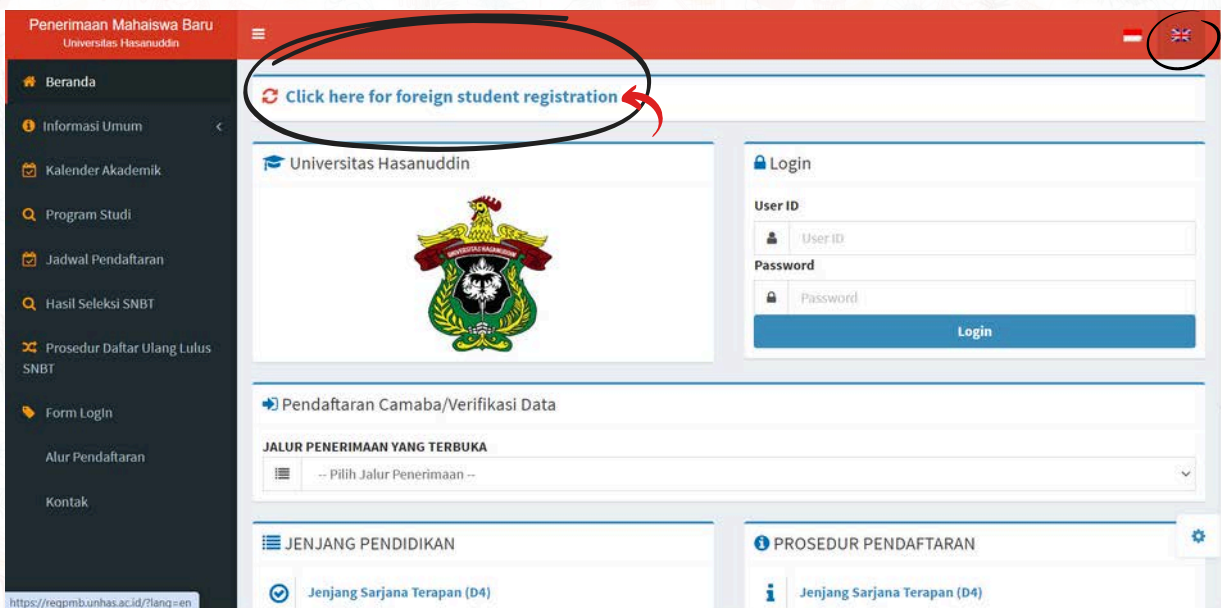 Penerimaan Mahaiswa Baru
Universitas Hasanuddin
Beranda
Informasi Umum
Kalender Akademik
Program Studi
Jadwal Pendaftaran
Hasil Seleksi SNBT
Prosedur Daftar Ulang Lulus
SNBT
Form LogIn
Alur Pendaftaran
Kontak
https://regpmb.unhas.ac.id/?lang=en
Click here for foreign student registration
Universitas Hasanuddin
UNIVERSITAS HASANUDDIN
Login
User ID
User ID
Password
Password
Login
Pendaftaran Camaba/Verifikasi Data
JALUR PENERIMAAN YANG TERBUKA
-- Pilih Jalur Penerimaan --
JENJANG PENDIDIKAN
Jenjang Sarjana Terapan (D4)
PROSEDUR PENDAFTARAN
Jenjang Sarjana Terapan (D4)